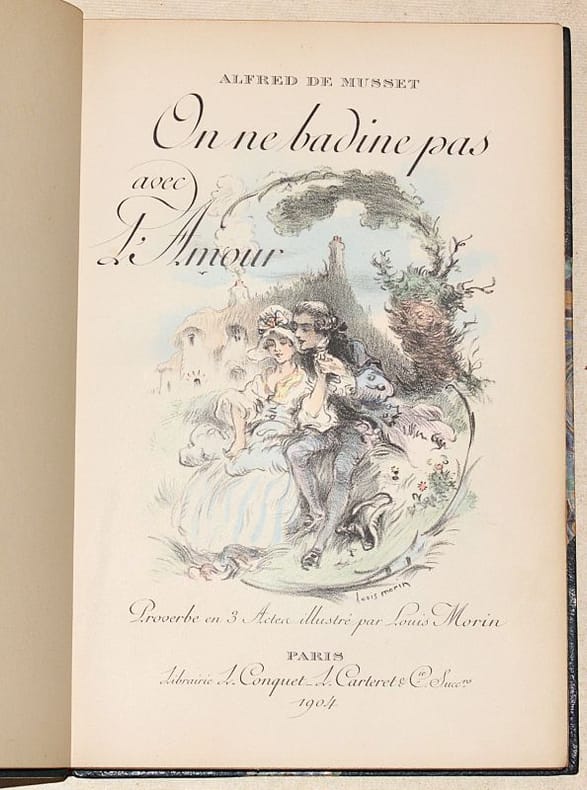 ALFRED DE MUSSET
On ne badine pas
avec
L'Amour
louis morin
Proverbe en 3 Actes illustré par Louis Morin
PARIS
Librairie L. Conquet_L. Carteret & Cie Succrs
1904